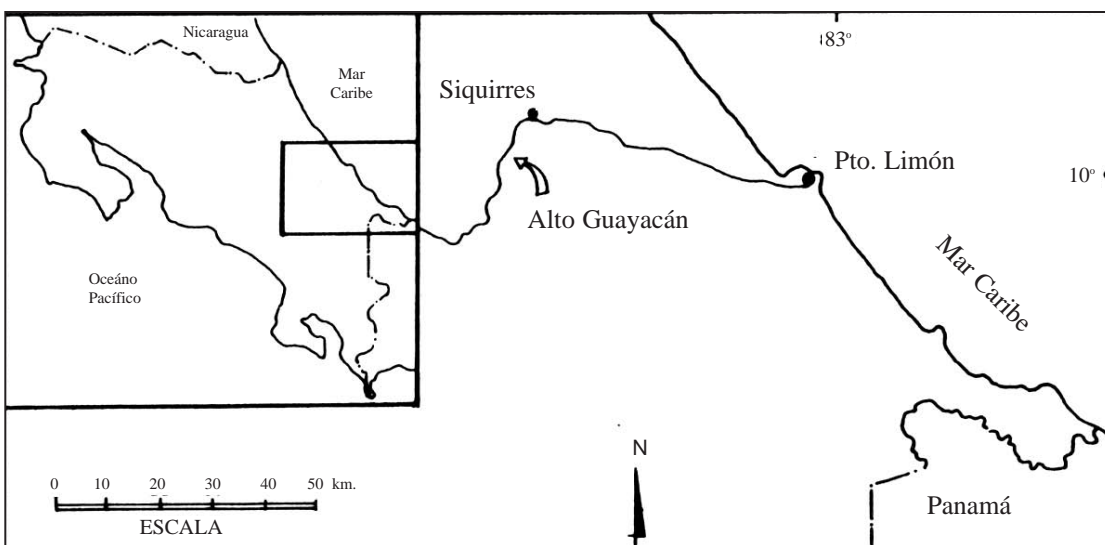 Nicaragua
Mar
Caribe
Oceáno
Pacífico
Siquirres
Alto Guayacán
83°
Pto. Limón
10°
Mar Caribe
Panamá
N
0 10 20 30 40 50 km.
ESCALA